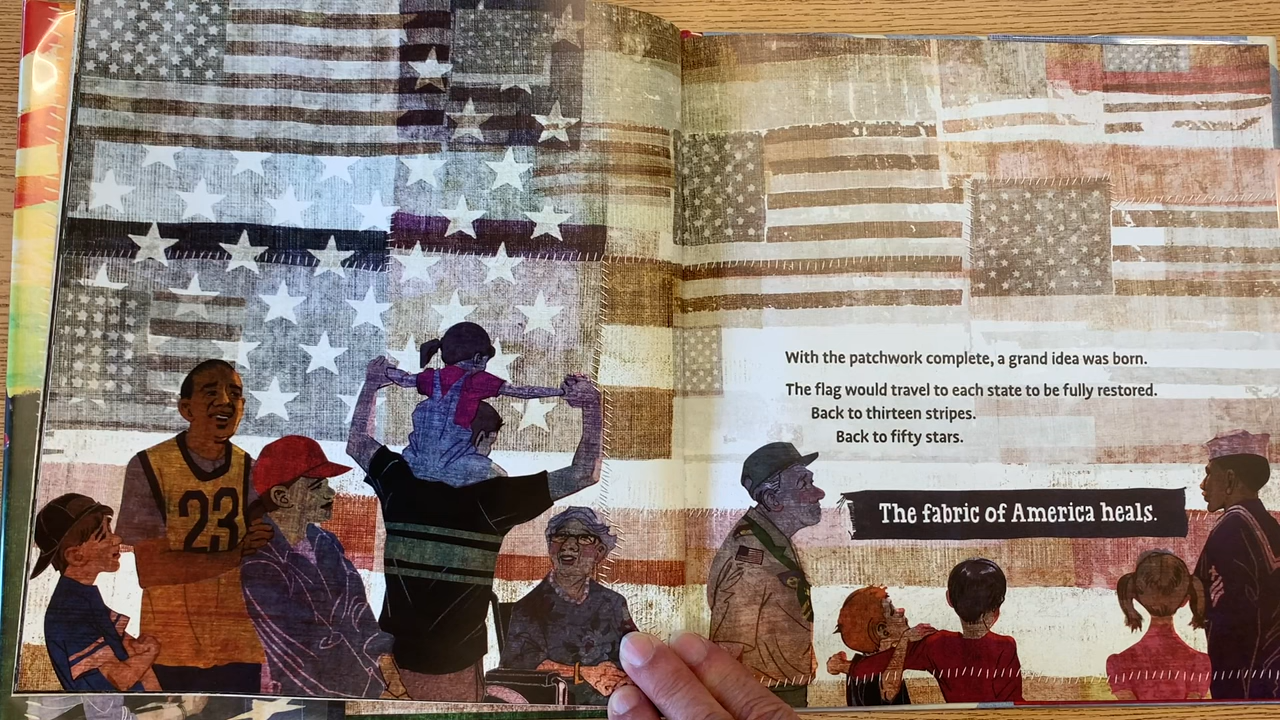 23
With the patchwork complete, a grand idea was born.
The flag would travel to each state to be fully restored.
Back to thirteen stripes.
Back to fifty stars.
The fabric of America heals.